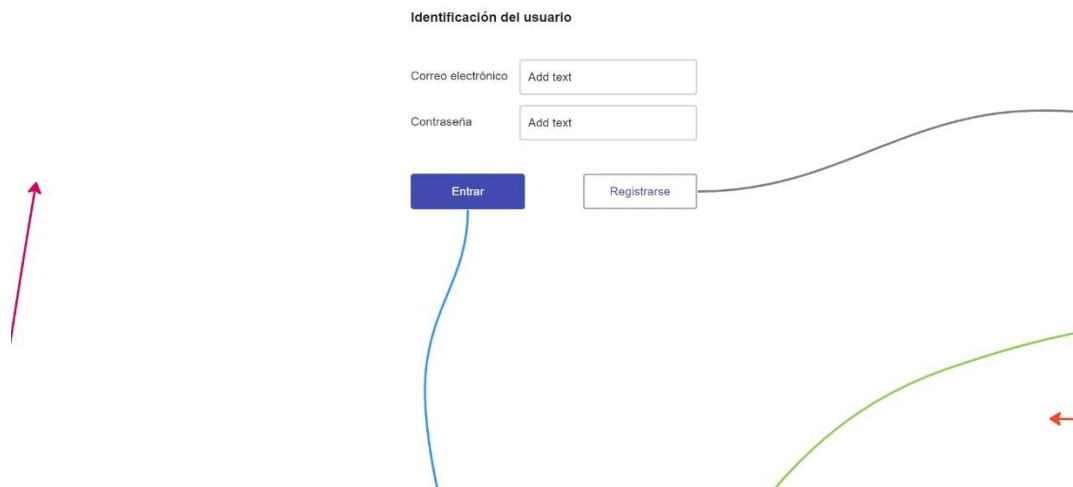 Identificación del usuario
Correo electrónico Add text
Contraseña Add text
Entrar Registrarse